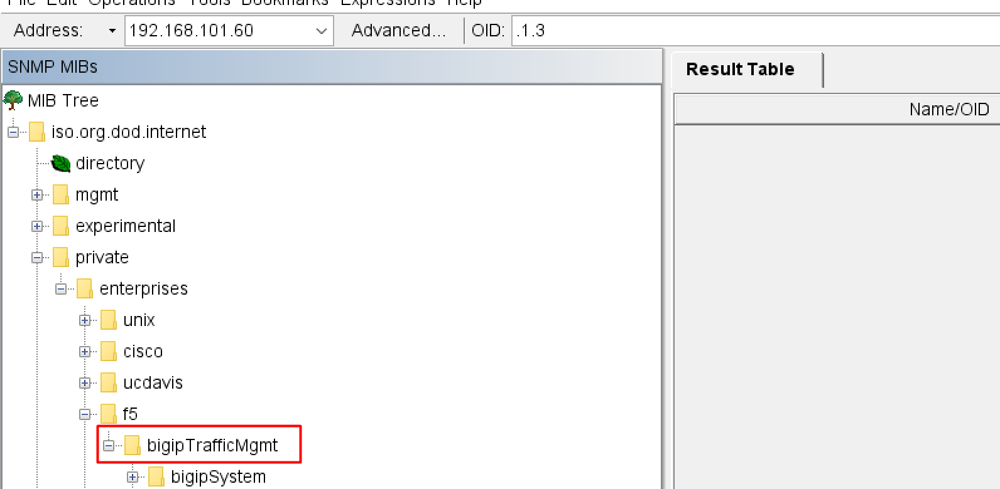 File Edit Operations Tools Bookmarks Expressions Help
Address: 192.168.101.60 Advanced... OID: .1.3
SNMP MIBs
MIB Tree
iso.org.dod.internet
directory
mgmt
experimental
private
enterprises
unix
cisco
ucdavis
f5
bigipTrafficMgmt
bigipSystem
Result Table
Name/OID